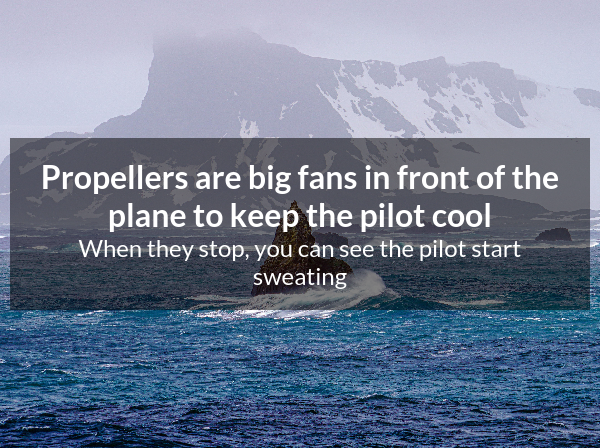 Propellers are big fans in front of the
plane to keep the pilot cool
When they stop, you can see the pilot start
sweating